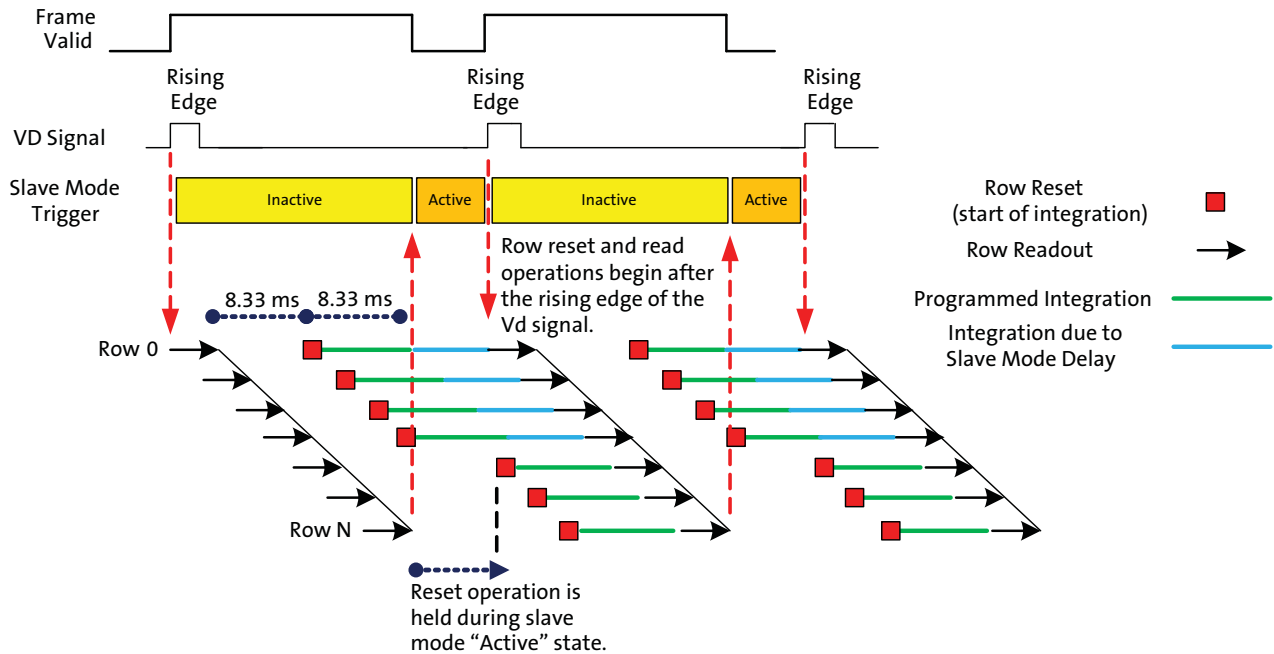 Frame
Valid
Rising
Edge
Rising
Edge
Rising
Edge
VD Signal
Slave Mode
Trigger
Inactive
Active
Inactive
Active
Row reset and read
operations begin after
the rising edge of the
Vd signal.
8.33 ms
8.33 ms
Row 0
Row N
Reset operation is
held during slave
mode “Active” state.
Row Reset
(start of integration)
Row Readout
Programmed Integration
Integration due to
Slave Mode Delay